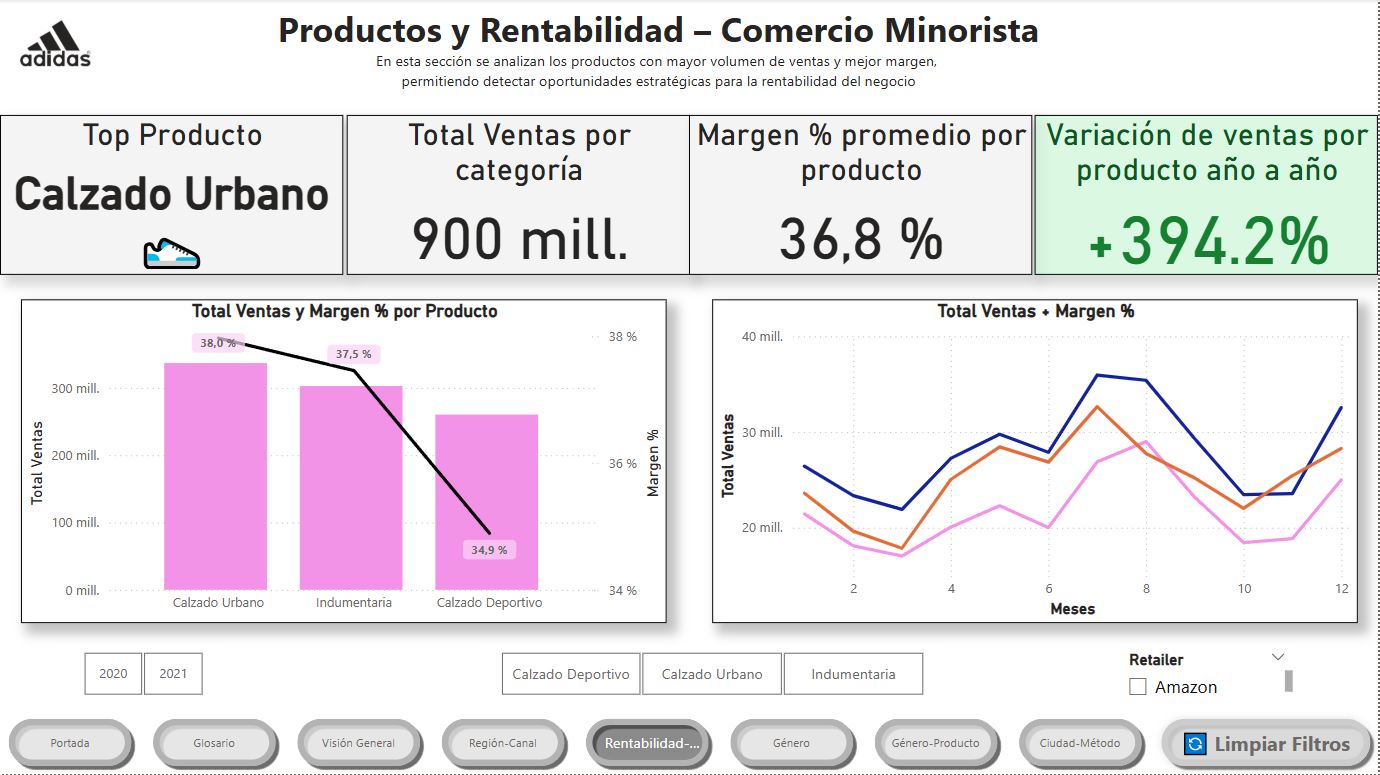 adidas
Productos y Rentabilidad – Comercio Minorista
En esta sección se analizan los productos con mayor volumen de ventas y mejor margen,
permitiendo detectar oportunidades estratégicas para la rentabilidad del negocio
Top Producto
Calzado Urbano
Total Ventas por
categoría
900 mill.
Margen % promedio por
producto
36,8 %
Variación de ventas por
producto año a año
+394.2%
Total Ventas y Margen % por Producto
Total Ventas
300 mill.
200 mill.
100 mill.
0 mill.
38,0 %
37,5 %
34,9 %
38 %
36 %
34 %
Margen %
Calzado Urbano
Indumentaria
Calzado Deportivo
Total Ventas + Margen %
Total Ventas
40 mill.
30 mill.
20 mill.
2
4
6
8
10
12
Meses
2020
2021
Calzado Deportivo
Calzado Urbano
Indumentaria
Retailer
Amazon
Portada
Glosario
Visión General
Región-Canal
Rentabilidad-...
Género
Género-Producto
Ciudad-Método
Limpiar Filtros